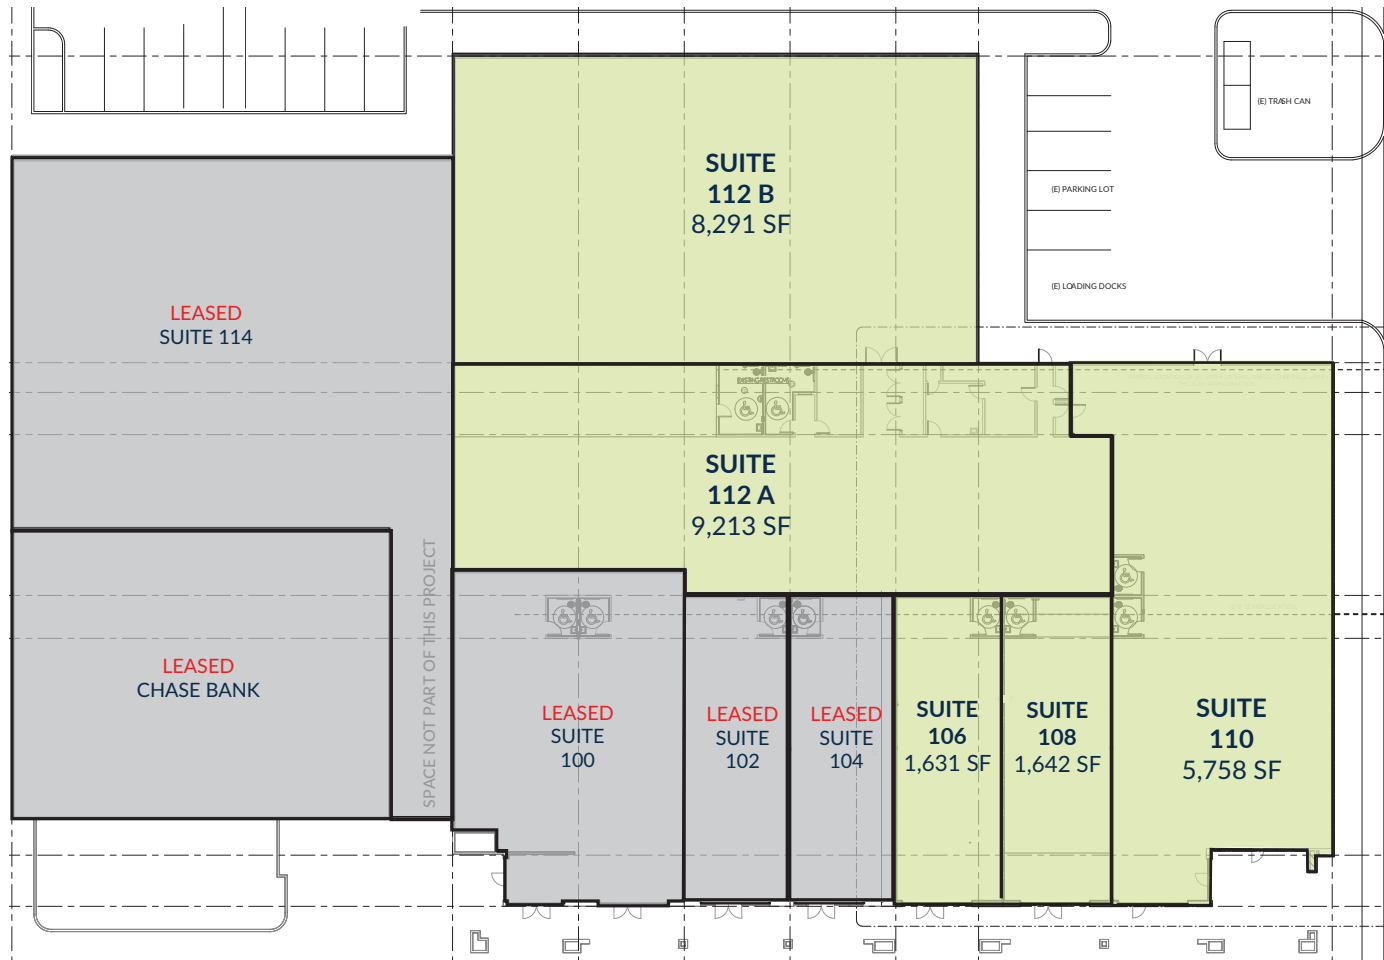 (E) TRASH CAN
SUITE
112 B
8,291 SF
(E) PARKING LOT
(E) LOADING DOCKS
LEASED
SUITE 114
SUITE
112 A
9,213 SF
SPACE NOT PART OF THIS PROJECT
LEASED
CHASE BANK
LEASED
SUITE
100
LEASED
SUITE
102
LEASED
SUITE
104
SUITE
106
1,631 SF
SUITE
108
1,642 SF
SUITE
110
5,758 SF